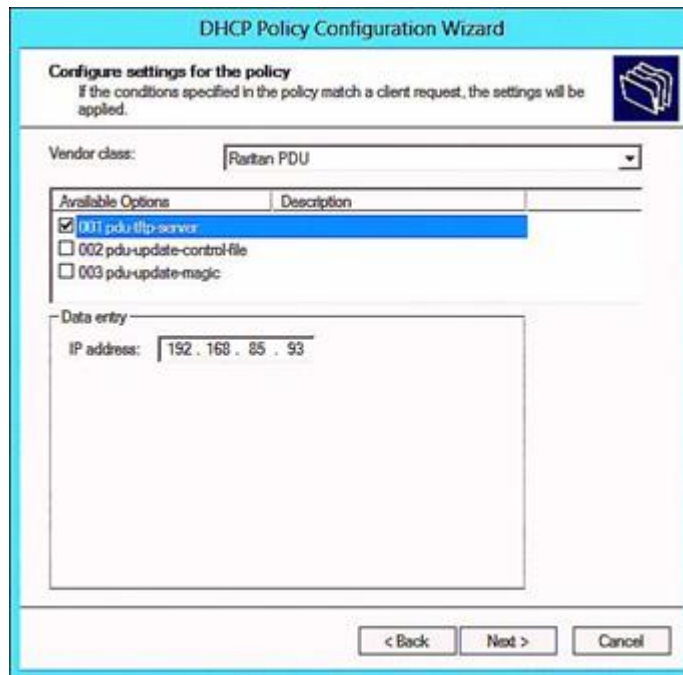 DHCP Policy Configuration Wizard
Configure settings for the policy
If the conditions specified in the policy match a client request, the settings will be
applied.
Vendor class: Raritan PDU
Available Options Description
001 pdu-tftp-server
002 pdu-update-control-file
003 pdu-update-magic
Data entry
IP address: 192 . 168 . 85 . 93
< Back Next > Cancel